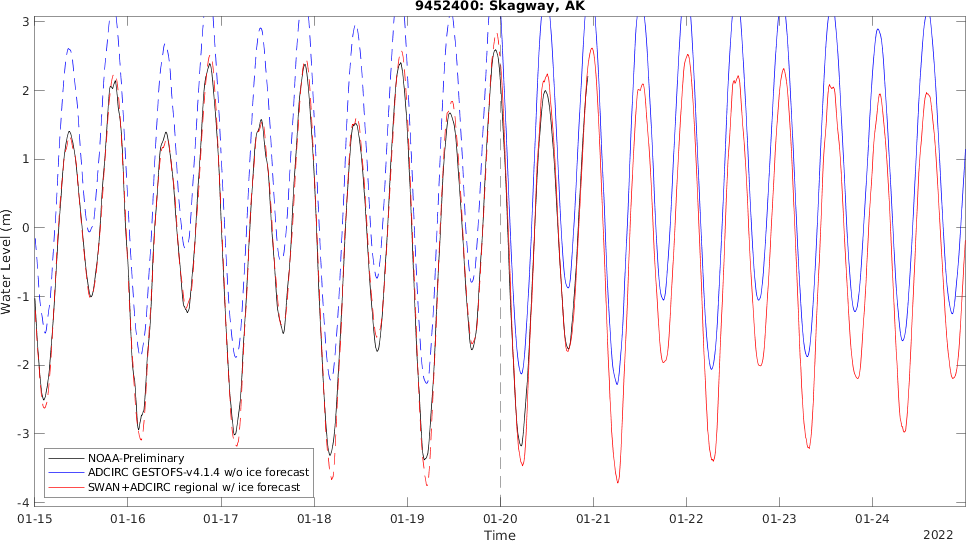 9452400: Skagway, AK
3
2
1
0
-1
-2
-3
-4
Water Level (m)
NOAA-Preliminary
ADCIRC GESTOFS-v4.1.4 w/o ice forecast
SWAN+ADCIRC regional w/ ice forecast
01-15 01-16 01-17 01-18 01-19 01-20 01-21 01-22 01-23 01-24
Time
2022